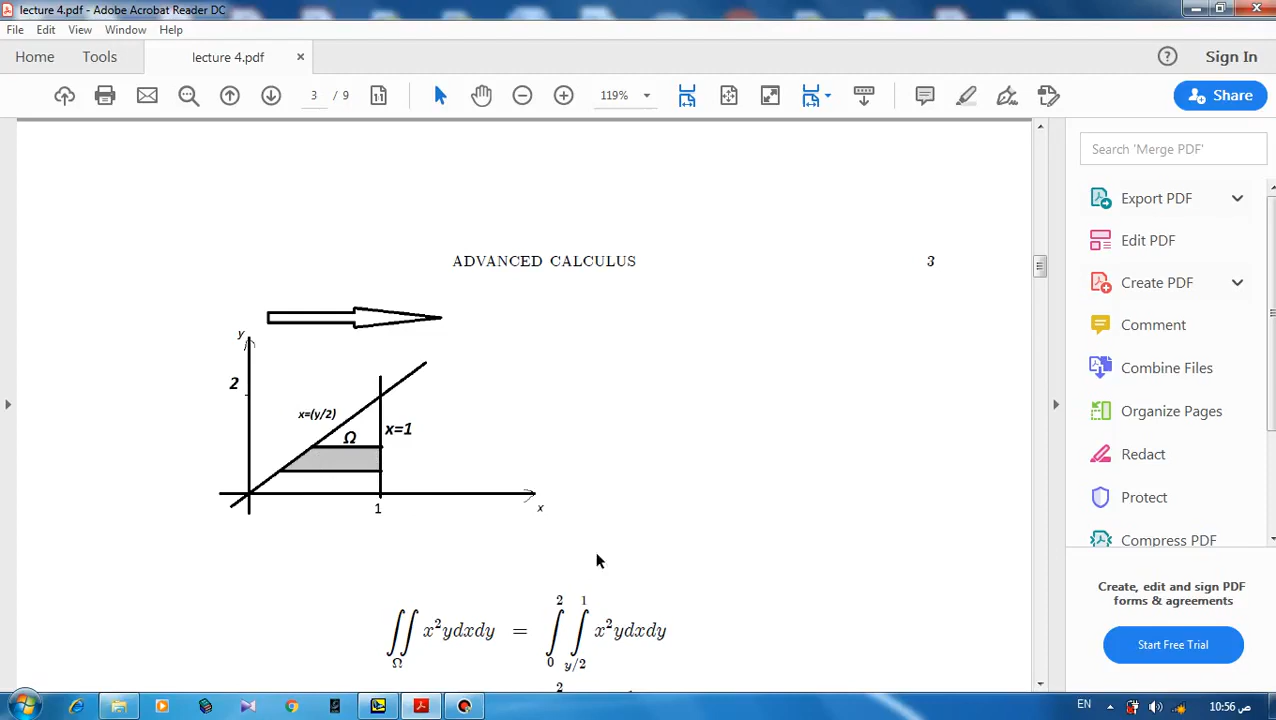 lecture 4.pdf - Adobe Acrobat Reader DC
File Edit View Window Help
Home Tools lecture 4.pdf × ? Sign In
3 / 9 119% Share
ADVANCED CALCULUS 3
y
2
x=(y/2)
Ω
x=1
1
x
∬_Ω x²ydxdy = ∫_0^2 ∫_{y/2}^1 x²ydxdy
2
Search 'Merge PDF'
Export PDF
Edit PDF
Create PDF
Comment
Combine Files
Organize Pages
Redact
Protect
Compress PDF
Create, edit and sign PDF
forms & agreements
Start Free Trial
EN 10:56 ص